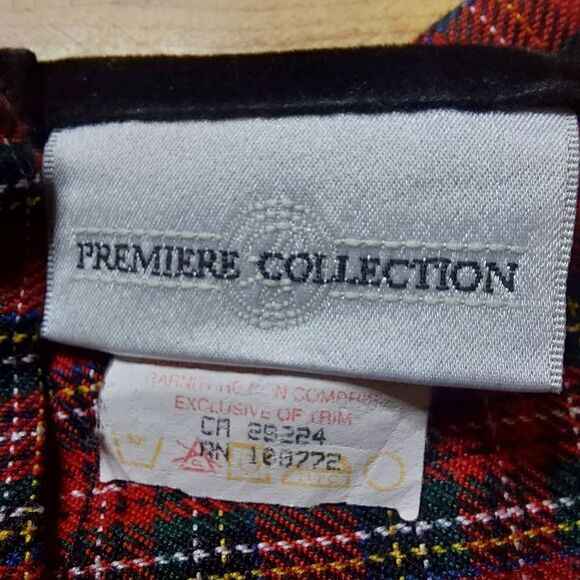 PREMIERE COLLECTION
EXCLUSIVE OF TRIM
CA 28224
RN 108772